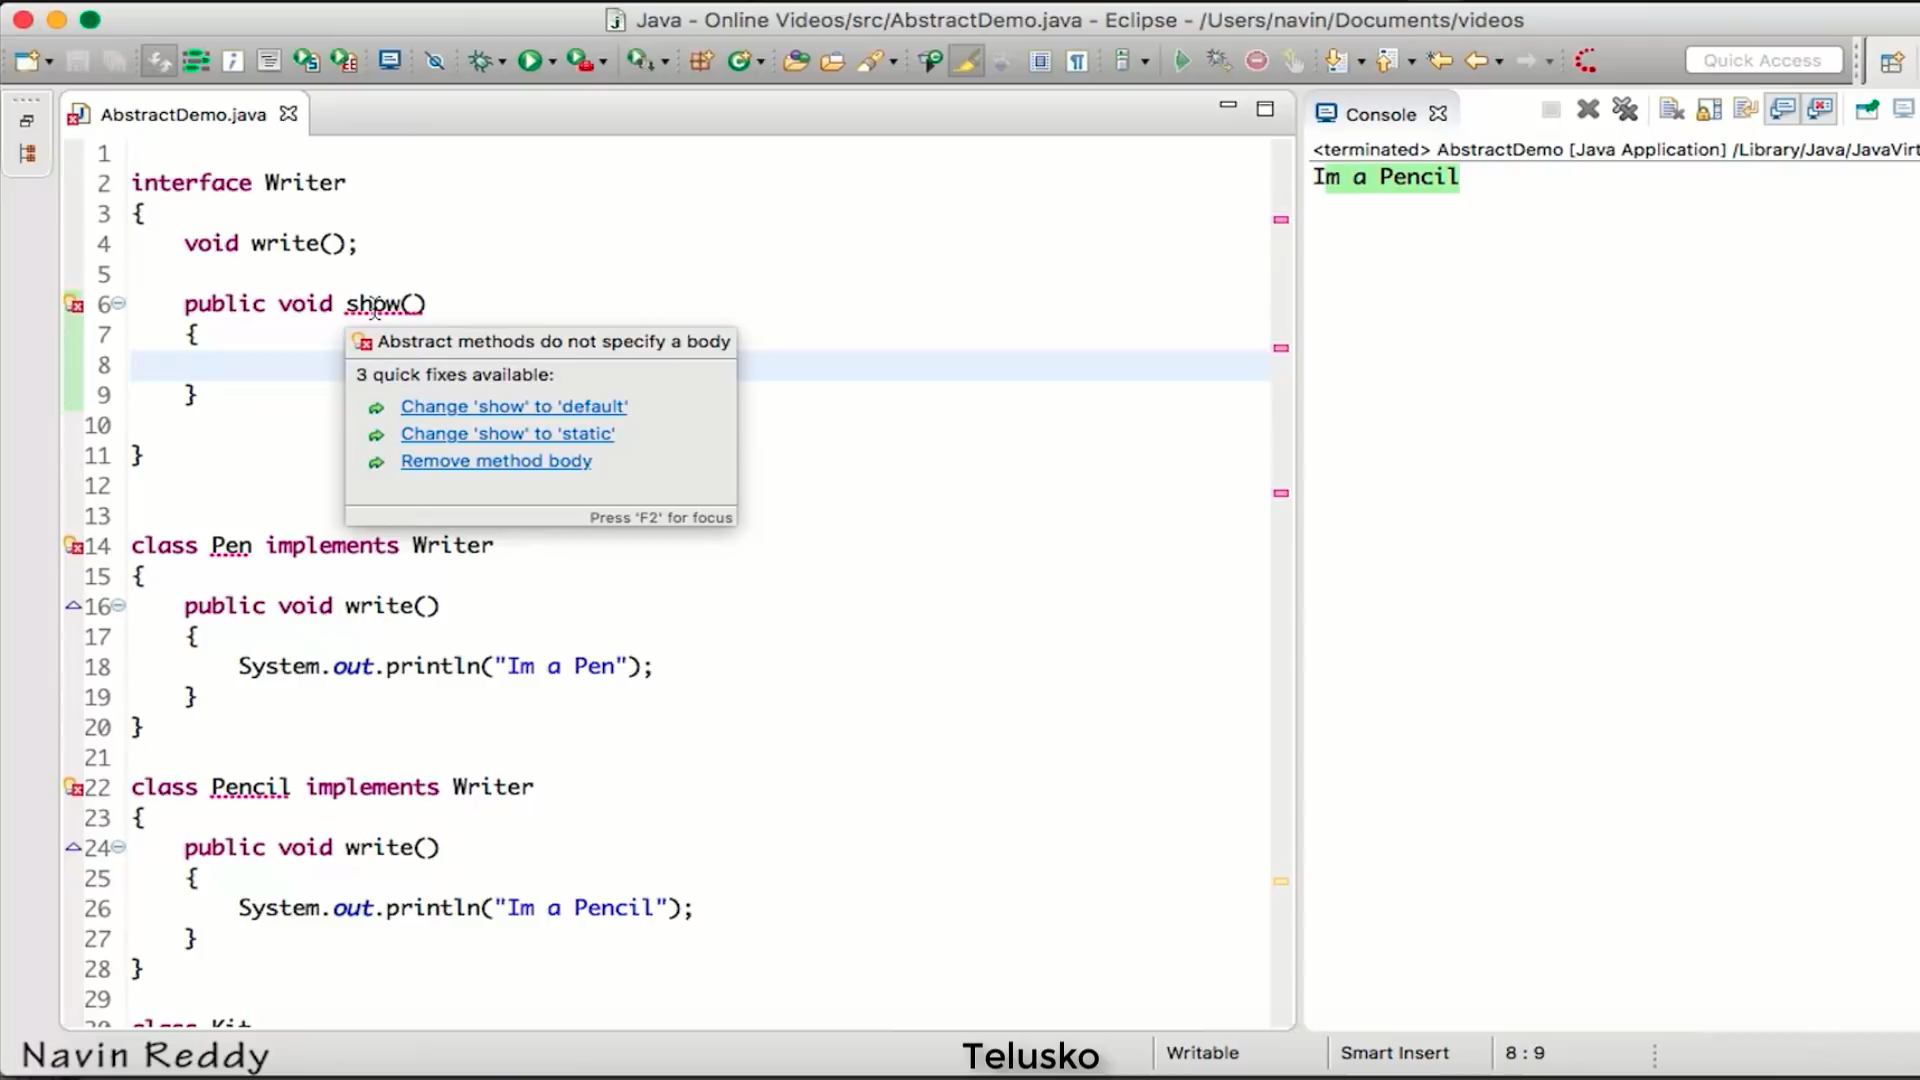 Java - Online Videos/src/AbstractDemo.java - Eclipse - /Users/navin/Documents/videos
Quick Access
AbstractDemo.java
Console
<terminated> AbstractDemo [Java Application] /Library/Java/JavaVirt
Im a Pencil
1
2 interface Writer
3 {
4 void write();
5
6 public void show()
7 {
8
9 }
10
11 }
12
13
14 class Pen implements Writer
15 {
16 public void write()
17 {
18 System.out.println("Im a Pen");
19 }
20 }
21
22 class Pencil implements Writer
23 {
24 public void write()
25 {
26 System.out.println("Im a Pencil");
27 }
28 }
29
30 class Kit
Abstract methods do not specify a body
3 quick fixes available:
Change 'show' to 'default'
Change 'show' to 'static'
Remove method body
Press 'F2' for focus
Navin Reddy
Telusko
Writable
Smart Insert
8 : 9